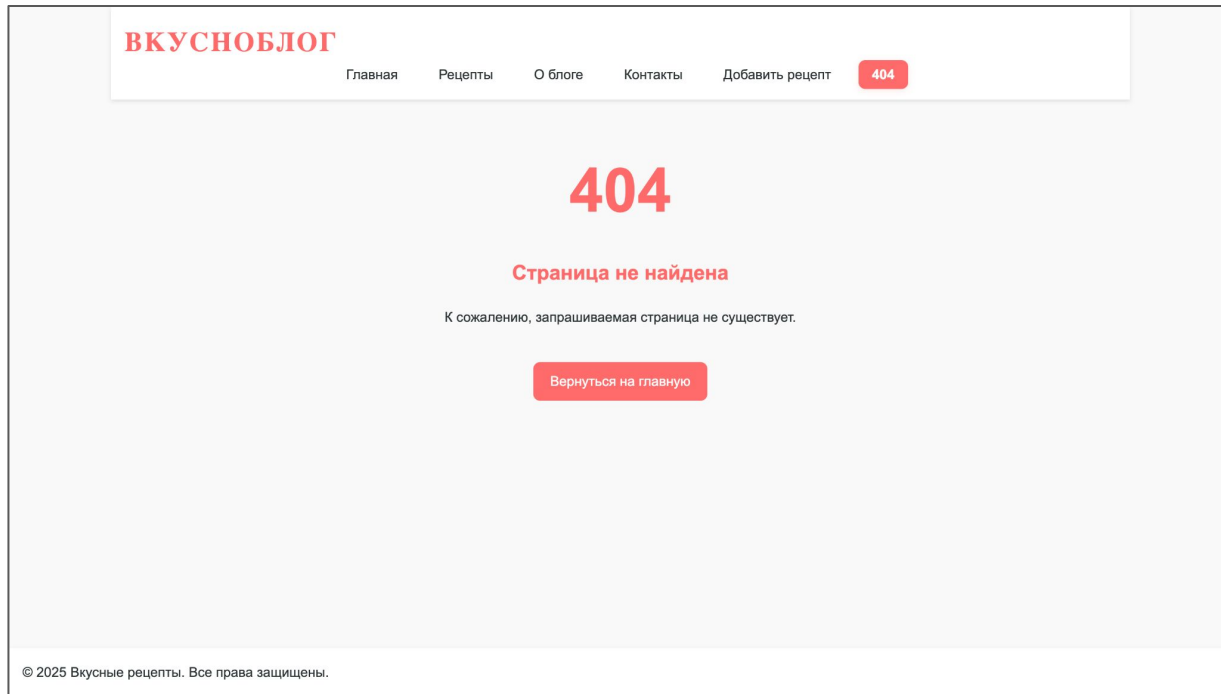 ВКУСНОБЛОГ
Главная Рецепты О блоге Контакты Добавить рецепт 404
404
Страница не найдена
К сожалению, запрашиваемая страница не существует.
Вернуться на главную
© 2025 Вкусные рецепты. Все права защищены.